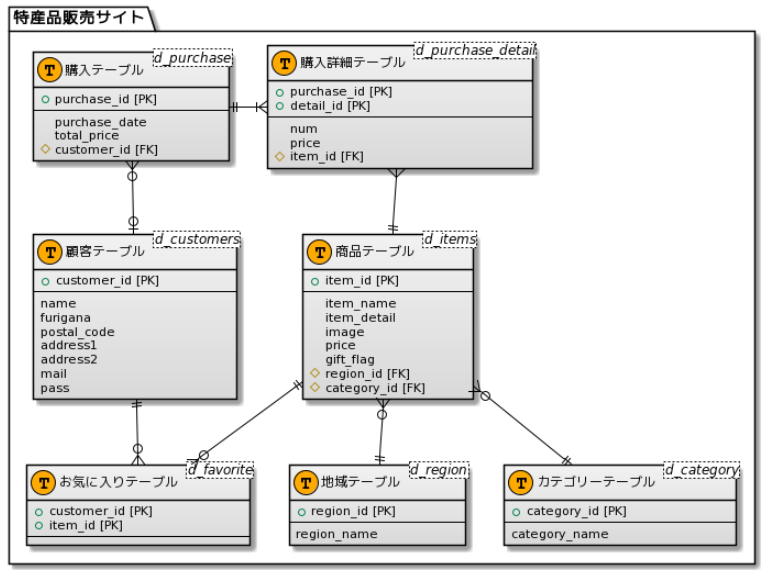 特産品販売サイト
T 購入テーブル d_purchase
purchase_id [PK]
purchase_date
total_price
customer_id [FK]
T 購入詳細テーブル d_purchase_detail
purchase_id [PK]
detail_id [PK]
num
price
item_id [FK]
T 顧客テーブル d_customers
customer_id [PK]
name
furigana
postal_code
address1
address2
mail
pass
T 商品テーブル d_items
item_id [PK]
item_name
item_detail
image
price
gift_flag
region_id [FK]
category_id [FK]
T お気に入りテーブル d_favorite
customer_id [PK]
item_id [PK]
T 地域テーブル d_region
region_id [PK]
region_name
T カテゴリーテーブル d_category
category_id [PK]
category_name